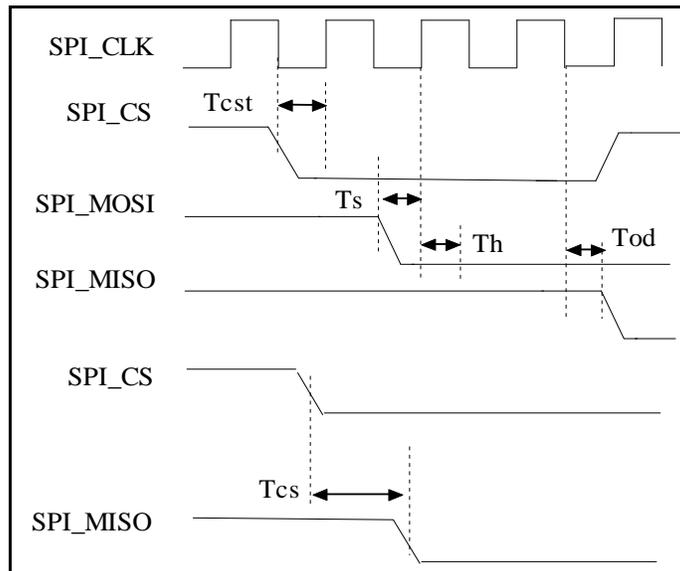 SPI_CLK
Tcst
SPI_CS
Ts
SPI_MOSI
Th
Tod
SPI_MISO
SPI_CS
Tcs
SPI_MISO